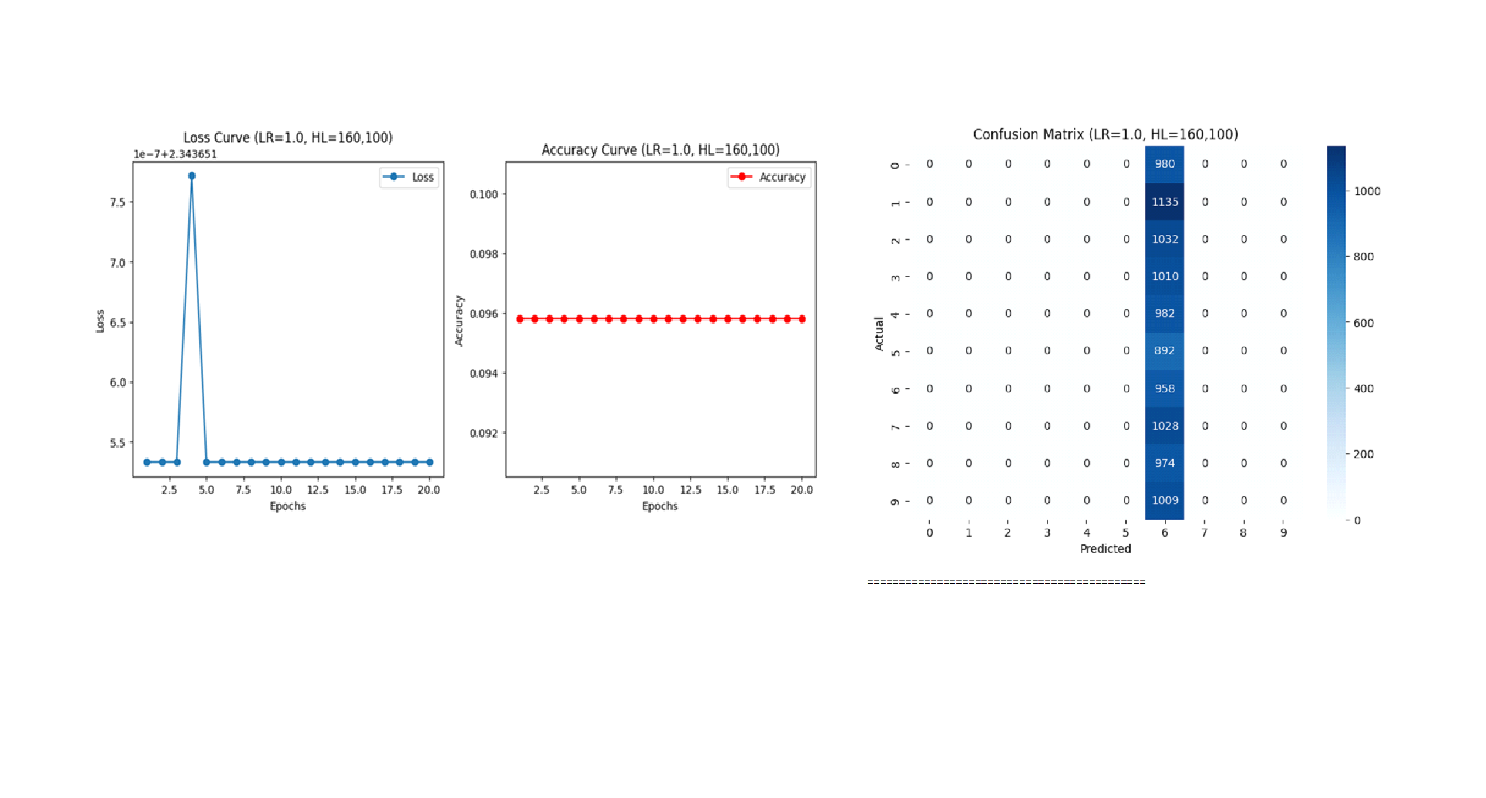 Loss Curve (LR=1.0, HL=160,100)
1e−7+2.343651
Loss
7.5
7.0
6.5
6.0
5.5
Loss
2.5 5.0 7.5 10.0 12.5 15.0 17.5 20.0
Epochs
Accuracy Curve (LR=1.0, HL=160,100)
Accuracy
0.100
0.098
0.096
0.094
0.092
Accuracy
2.5 5.0 7.5 10.0 12.5 15.0 17.5 20.0
Epochs
Confusion Matrix (LR=1.0, HL=160,100)
0 0 0 0 0 0 0 980 0 0 0
1 0 0 0 0 0 0 1135 0 0 0
2 0 0 0 0 0 0 1032 0 0 0
3 0 0 0 0 0 0 1010 0 0 0
4 0 0 0 0 0 0 982 0 0 0
5 0 0 0 0 0 0 892 0 0 0
6 0 0 0 0 0 0 958 0 0 0
7 0 0 0 0 0 0 1028 0 0 0
8 0 0 0 0 0 0 974 0 0 0
9 0 0 0 0 0 0 1009 0 0 0
Actual
0 1 2 3 4 5 6 7 8 9
Predicted
1000
800
600
400
200
0
============================================